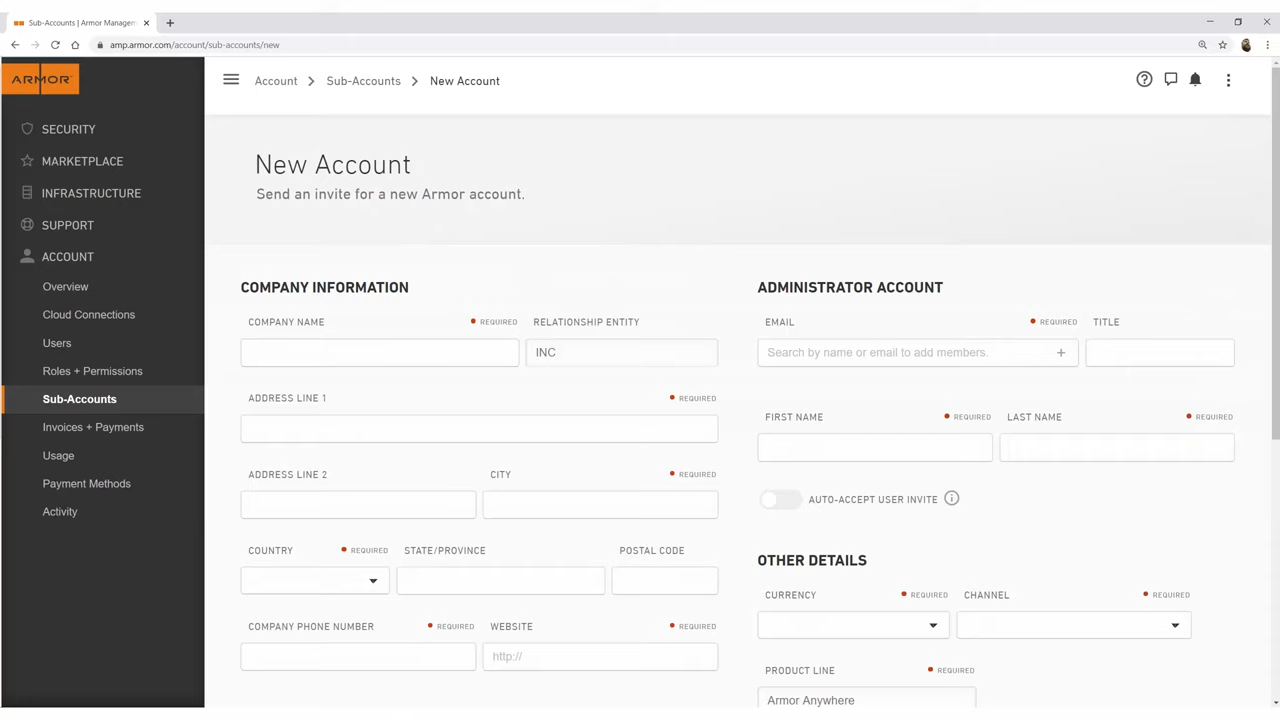 Sub-Accounts | Armor Managem
amp.armor.com/account/sub-accounts/new
ARMOR
SECURITY
MARKETPLACE
INFRASTRUCTURE
SUPPORT
ACCOUNT
Overview
Cloud Connections
Users
Roles + Permissions
Sub-Accounts
Invoices + Payments
Usage
Payment Methods
Activity
Account > Sub-Accounts > New Account
New Account
Send an invite for a new Armor account.
COMPANY INFORMATION
COMPANY NAME REQUIRED RELATIONSHIP ENTITY
INC
ADDRESS LINE 1 REQUIRED
ADDRESS LINE 2 CITY REQUIRED
COUNTRY REQUIRED STATE/PROVINCE POSTAL CODE
COMPANY PHONE NUMBER REQUIRED WEBSITE REQUIRED
http://
ADMINISTRATOR ACCOUNT
EMAIL REQUIRED TITLE
Search by name or email to add members.
FIRST NAME REQUIRED LAST NAME REQUIRED
AUTO-ACCEPT USER INVITE
OTHER DETAILS
CURRENCY REQUIRED CHANNEL REQUIRED
PRODUCT LINE REQUIRED
Armor Anywhere